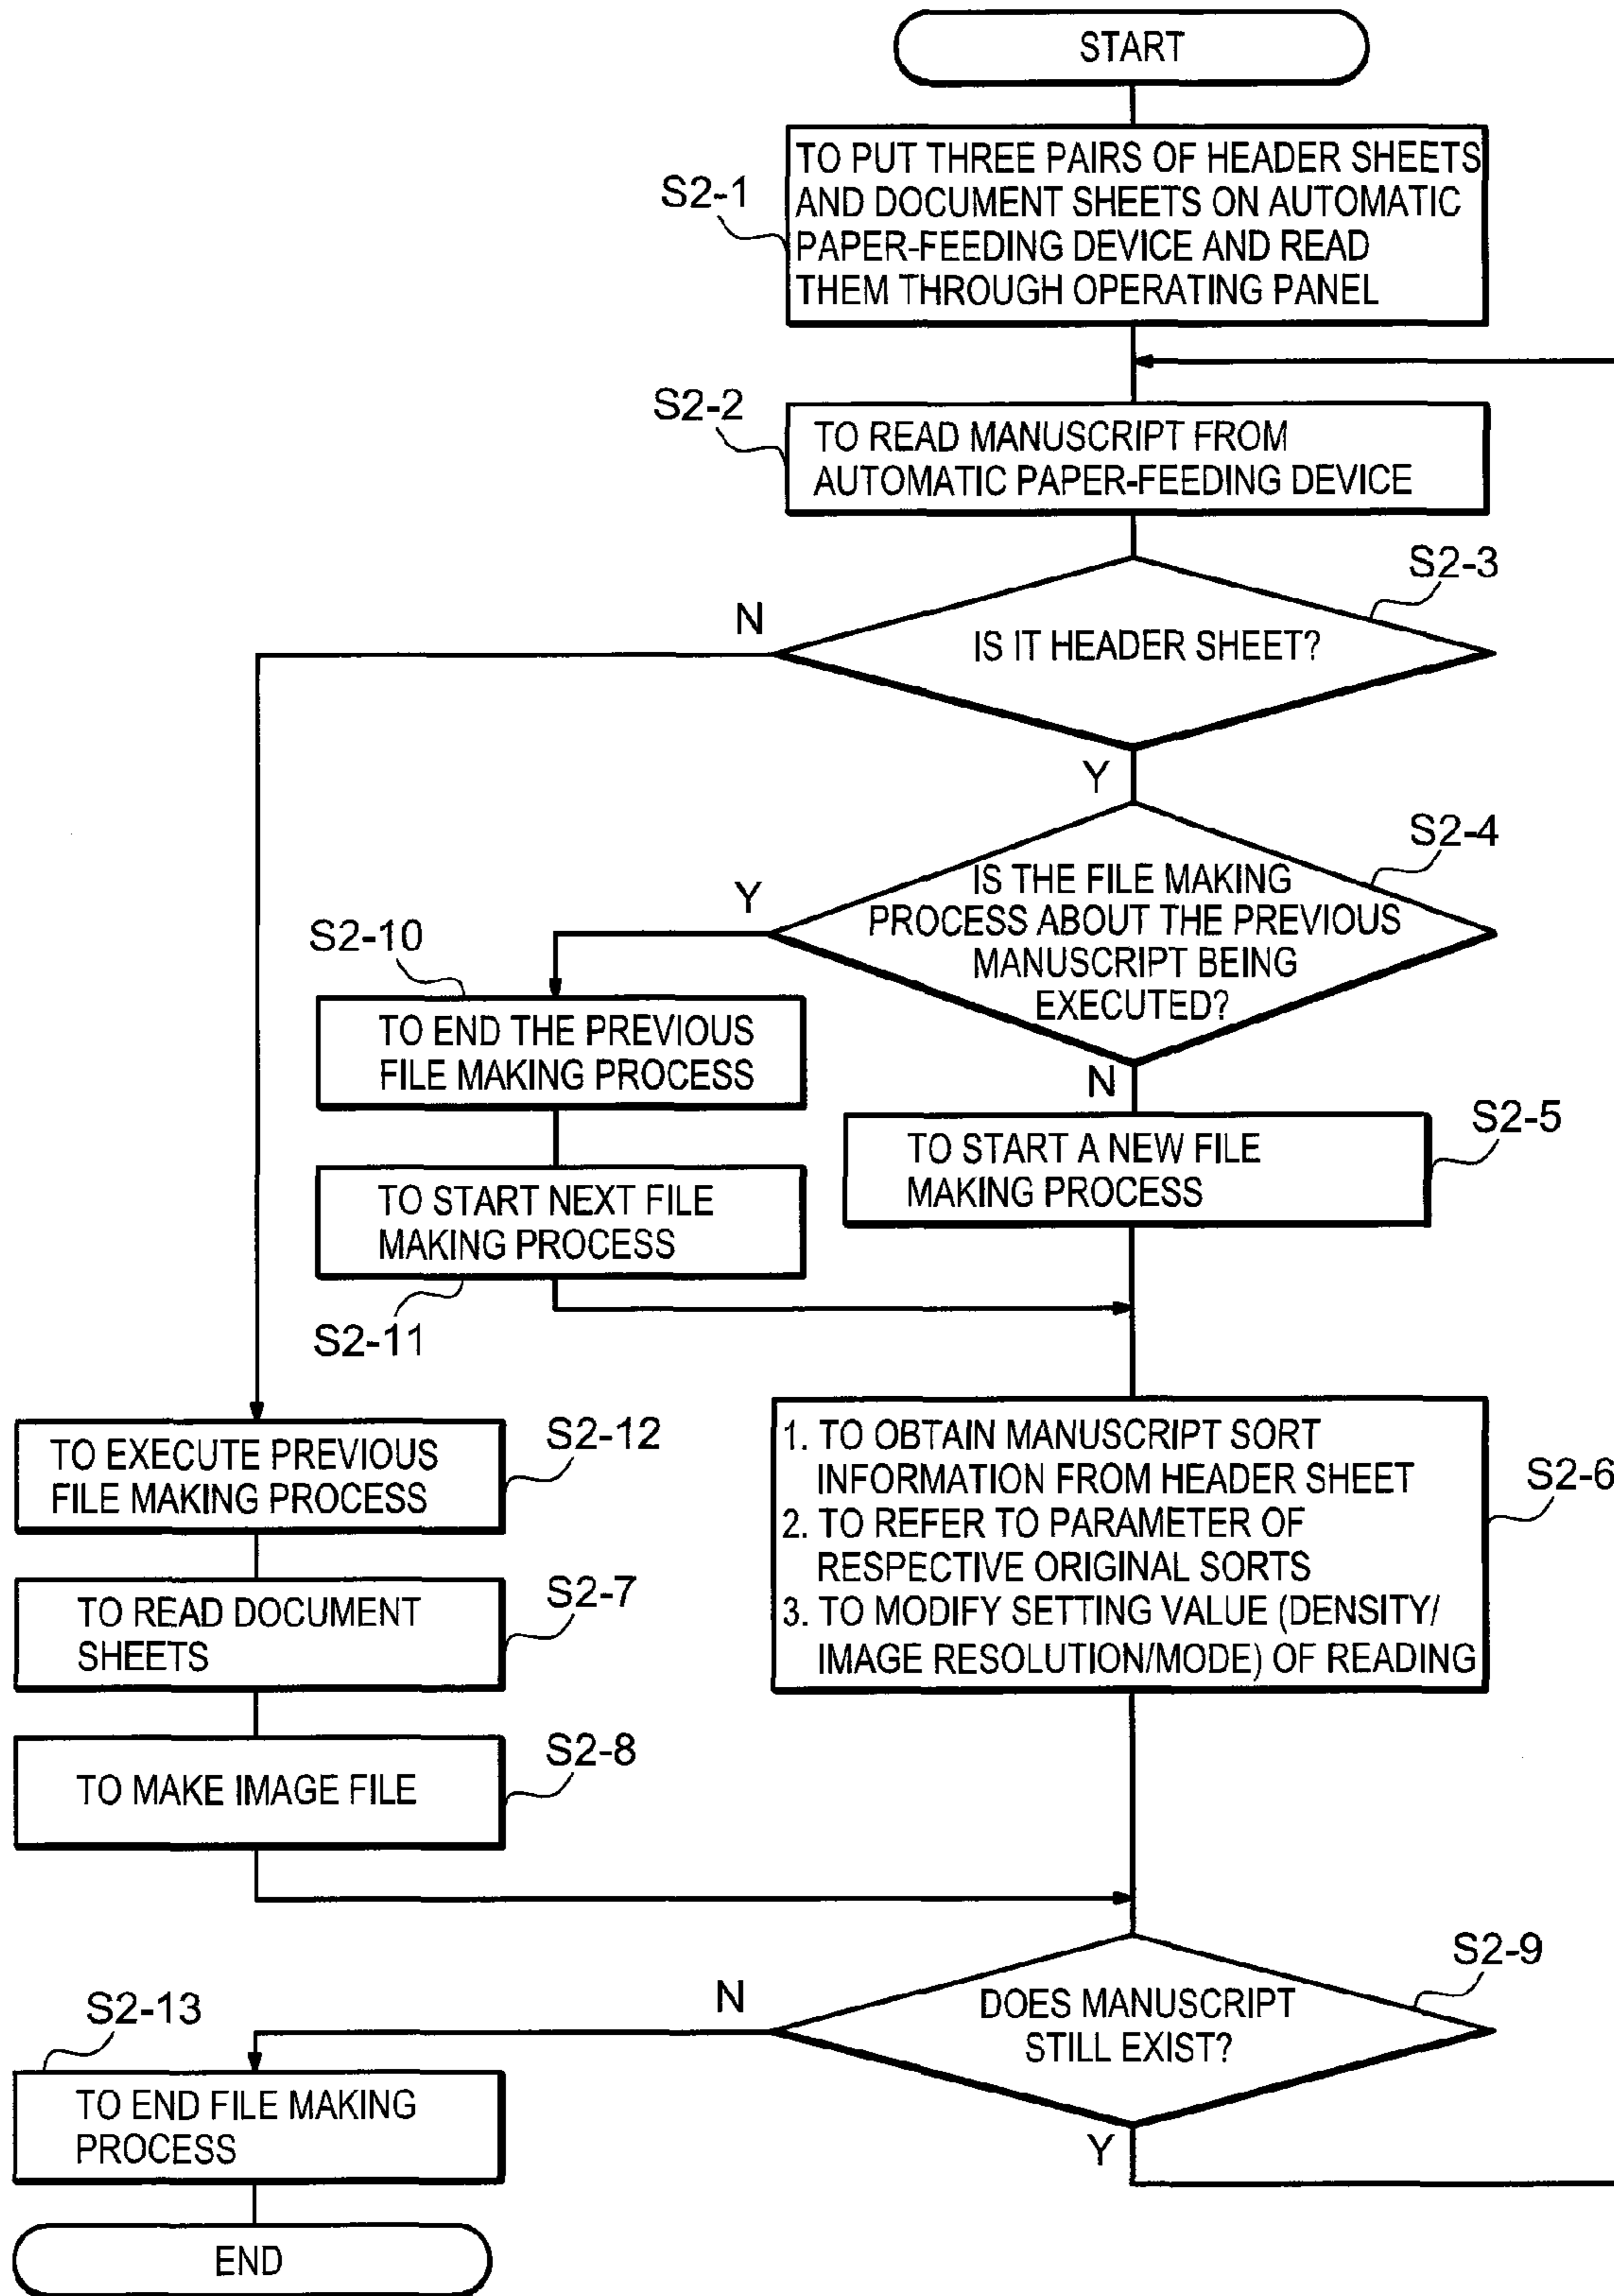 START
S2-1
TO PUT THREE PAIRS OF HEADER SHEETS
AND DOCUMENT SHEETS ON AUTOMATIC
PAPER-FEEDING DEVICE AND READ
THEM THROUGH OPERATING PANEL
S2-2
TO READ MANUSCRIPT FROM
AUTOMATIC PAPER-FEEDING DEVICE
S2-3
N
IS IT HEADER SHEET?
Y
S2-4
Y
IS THE FILE MAKING
PROCESS ABOUT THE PREVIOUS
MANUSCRIPT BEING
EXECUTED?
N
S2-10
TO END THE PREVIOUS
FILE MAKING PROCESS
S2-5
TO START A NEW FILE
MAKING PROCESS
TO START NEXT FILE
MAKING PROCESS
S2-11
TO EXECUTE PREVIOUS
FILE MAKING PROCESS
S2-12
1. TO OBTAIN MANUSCRIPT SORT
INFORMATION FROM HEADER SHEET
2. TO REFER TO PARAMETER OF
RESPECTIVE ORIGINAL SORTS
3. TO MODIFY SETTING VALUE (DENSITY/
IMAGE RESOLUTION/MODE) OF READING
S2-6
TO READ DOCUMENT
SHEETS
S2-7
TO MAKE IMAGE FILE
S2-8
S2-9
N
DOES MANUSCRIPT
STILL EXIST?
Y
S2-13
TO END FILE MAKING
PROCESS
END